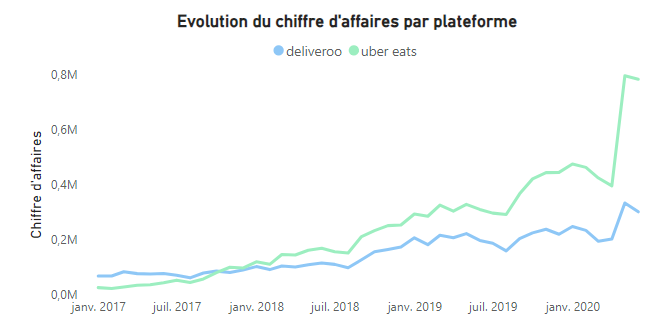 Evolution du chiffre d'affaires par plateforme
deliveroo uber eats
Chiffre d'affaires
0,8M
0,6M
0,4M
0,2M
0,0M
janv. 2017 juil. 2017 janv. 2018 juil. 2018 janv. 2019 juil. 2019 janv. 2020